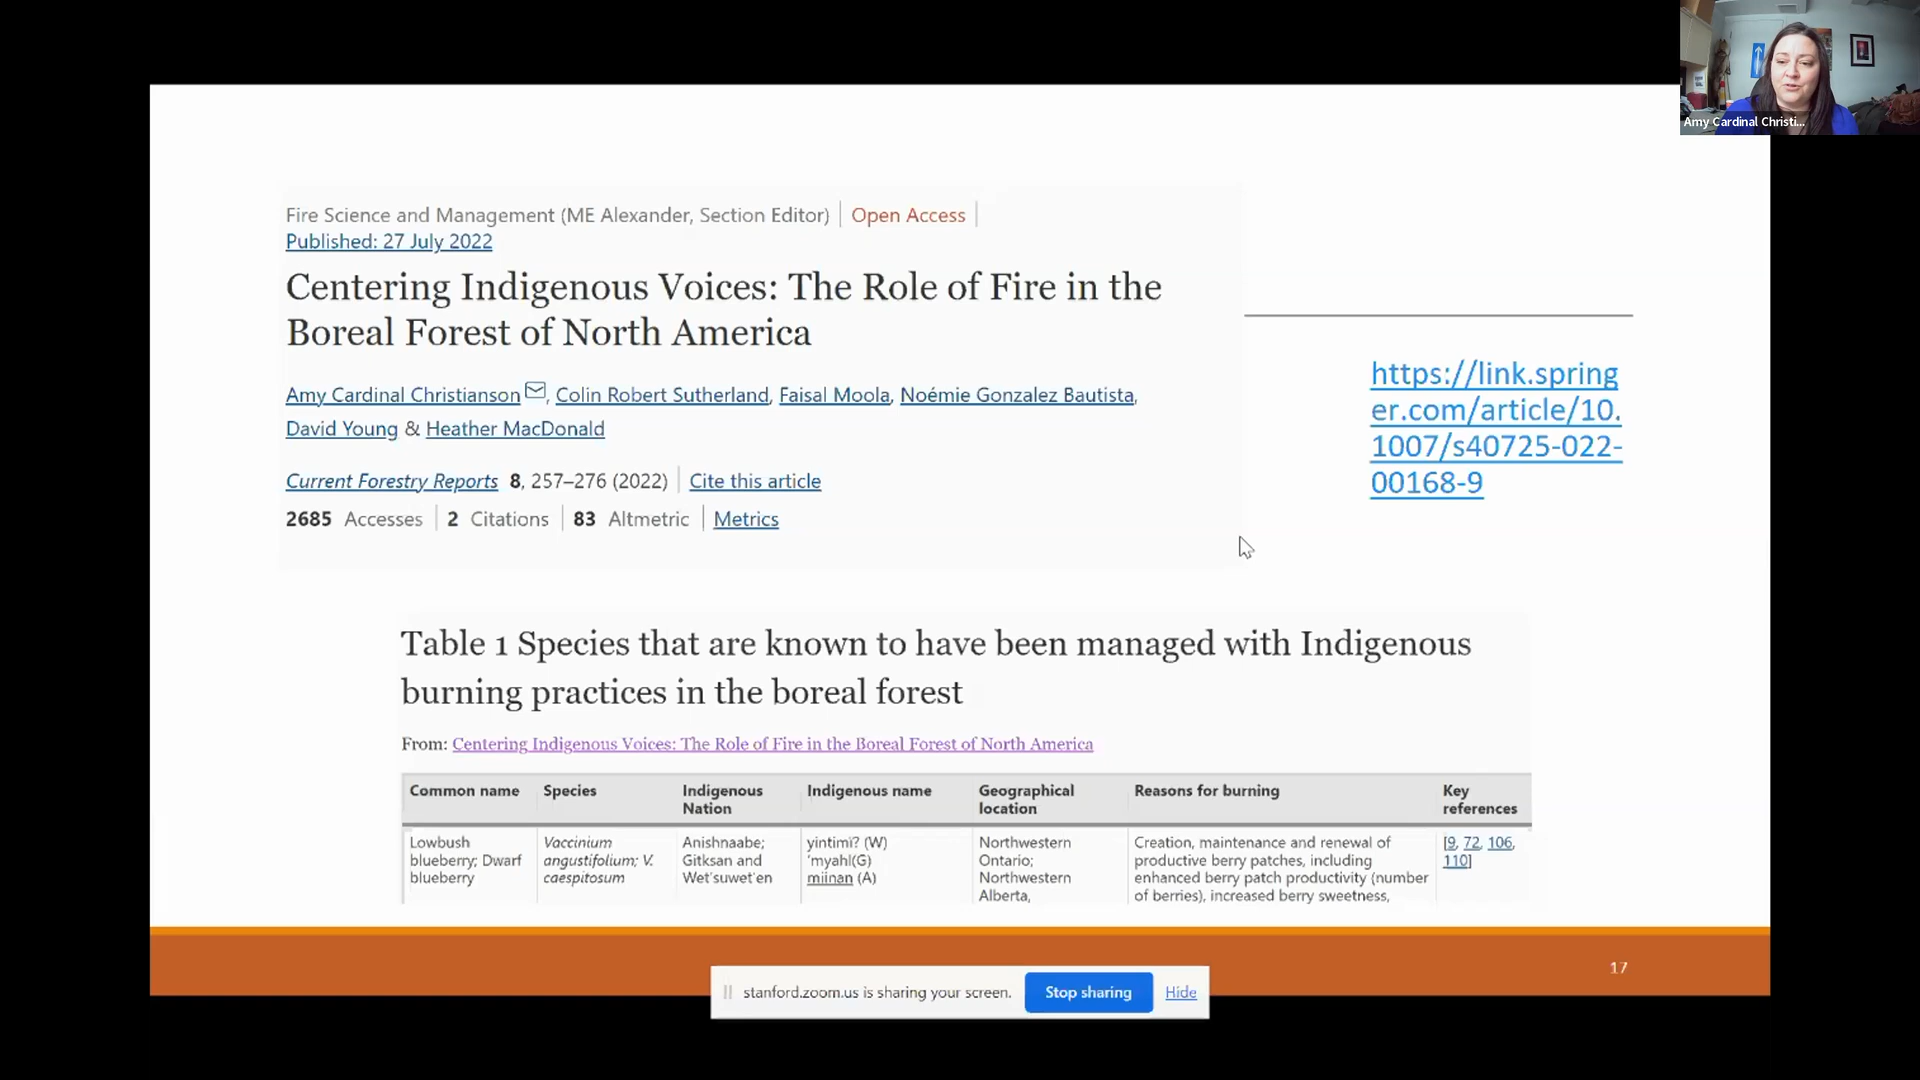 Amy Cardinal Christi...
Fire Science and Management (ME Alexander, Section Editor) | Open Access |
Published: 27 July 2022
Centering Indigenous Voices: The Role of Fire in the
Boreal Forest of North America
Amy Cardinal Christianson, Colin Robert Sutherland, Faisal Moola, Noémie Gonzalez Bautista,
David Young & Heather MacDonald
Current Forestry Reports 8, 257–276 (2022) | Cite this article
2685 Accesses | 2 Citations | 83 Altmetric | Metrics
https://link.spring
er.com/article/10.
1007/s40725-022-
00168-9
Table 1 Species that are known to have been managed with Indigenous
burning practices in the boreal forest
From: Centering Indigenous Voices: The Role of Fire in the Boreal Forest of North America
Common name
Species
Indigenous
Nation
Indigenous name
Geographical
location
Reasons for burning
Key
references
Lowbush
blueberry; Dwarf
blueberry
Vaccinium
angustifolium; V.
caespitosum
Anishnaabe;
Gitksan and
Wet'suwet'en
yintimi? (W)
'myahl(G)
miinan (A)
Northwestern
Ontario;
Northwestern
Alberta,
Creation, maintenance and renewal of
productive berry patches, including
enhanced berry patch productivity (number
of berries), increased berry sweetness,
[9, 72, 106,
110]
17
stanford.zoom.us is sharing your screen.
Stop sharing
Hide